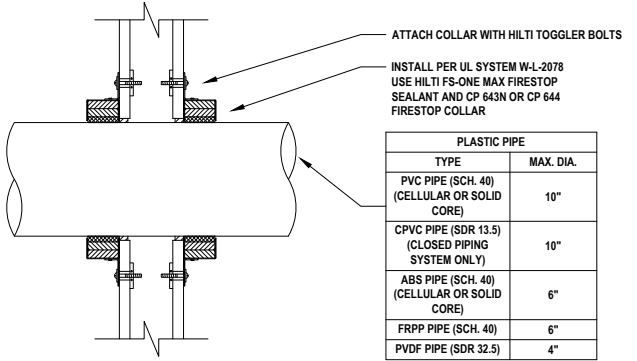 ATTACH COLLAR WITH HILTI TOGGLER BOLTS
INSTALL PER UL SYSTEM W-L-2078
USE HILTI FS-ONE MAX FIRESTOP
SEALANT AND CP 643N OR CP 644
FIRESTOP COLLAR
PLASTIC PIPE
TYPE MAX. DIA.
PVC PIPE (SCH. 40)
(CELLULAR OR SOLID
CORE)
10"
CPVC PIPE (SDR 13.5)
(CLOSED PIPING
SYSTEM ONLY)
10"
ABS PIPE (SCH. 40)
(CELLULAR OR SOLID
CORE)
6"
FRPP PIPE (SCH. 40) 6"
PVDF PIPE (SDR 32.5) 4"